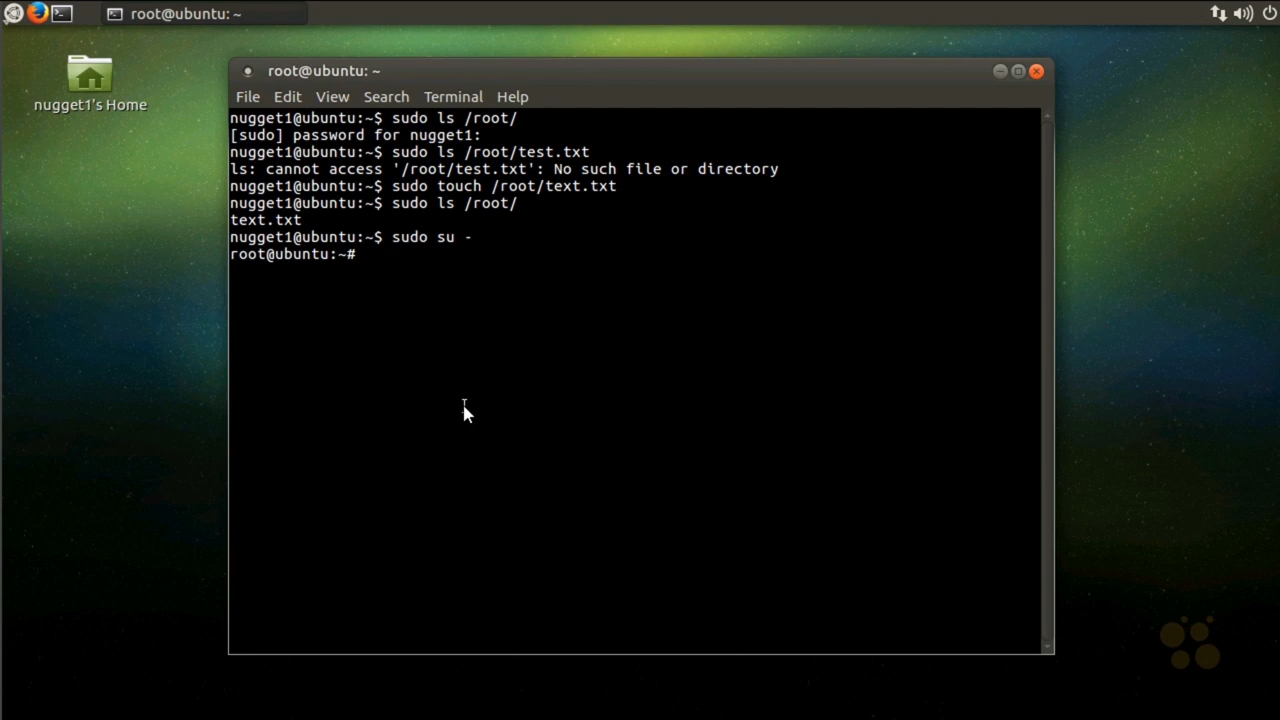 root@ubuntu: ~
nugget1's Home
root@ubuntu: ~
File Edit View Search Terminal Help
nugget1@ubuntu:~$ sudo ls /root/
[sudo] password for nugget1:
nugget1@ubuntu:~$ sudo ls /root/test.txt
ls: cannot access '/root/test.txt': No such file or directory
nugget1@ubuntu:~$ sudo touch /root/text.txt
nugget1@ubuntu:~$ sudo ls /root/
text.txt
nugget1@ubuntu:~$ sudo su -
root@ubuntu:~#